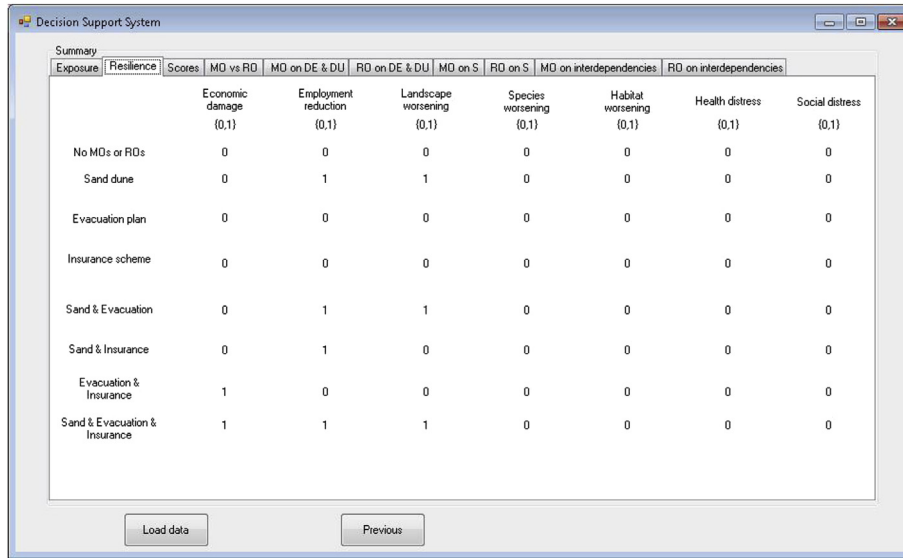 Decision Support System
Summary
Exposure Resilience Scores MO vs RO MO on DE & DU RO on DE & DU MO on S RO on S MO on interdependencies RO on interdependencies
Economic damage Employment reduction Landscape worsening Species worsening Habitat worsening Health distress Social distress
{0,1} {0,1} {0,1} {0,1} {0,1} {0,1} {0,1}
No MOs or ROs 0 0 0 0 0 0 0
Sand dune 0 1 1 0 0 0 0
Evacuation plan 0 0 0 0 0 0 0
Insurance scheme 0 0 0 0 0 0 0
Sand & Evacuation 0 1 1 0 0 0 0
Sand & Insurance 0 1 0 0 0 0 0
Evacuation & Insurance 1 0 0 0 0 0 0
Sand & Evacuation & Insurance 1 1 1 0 0 0 0
Load data Previous